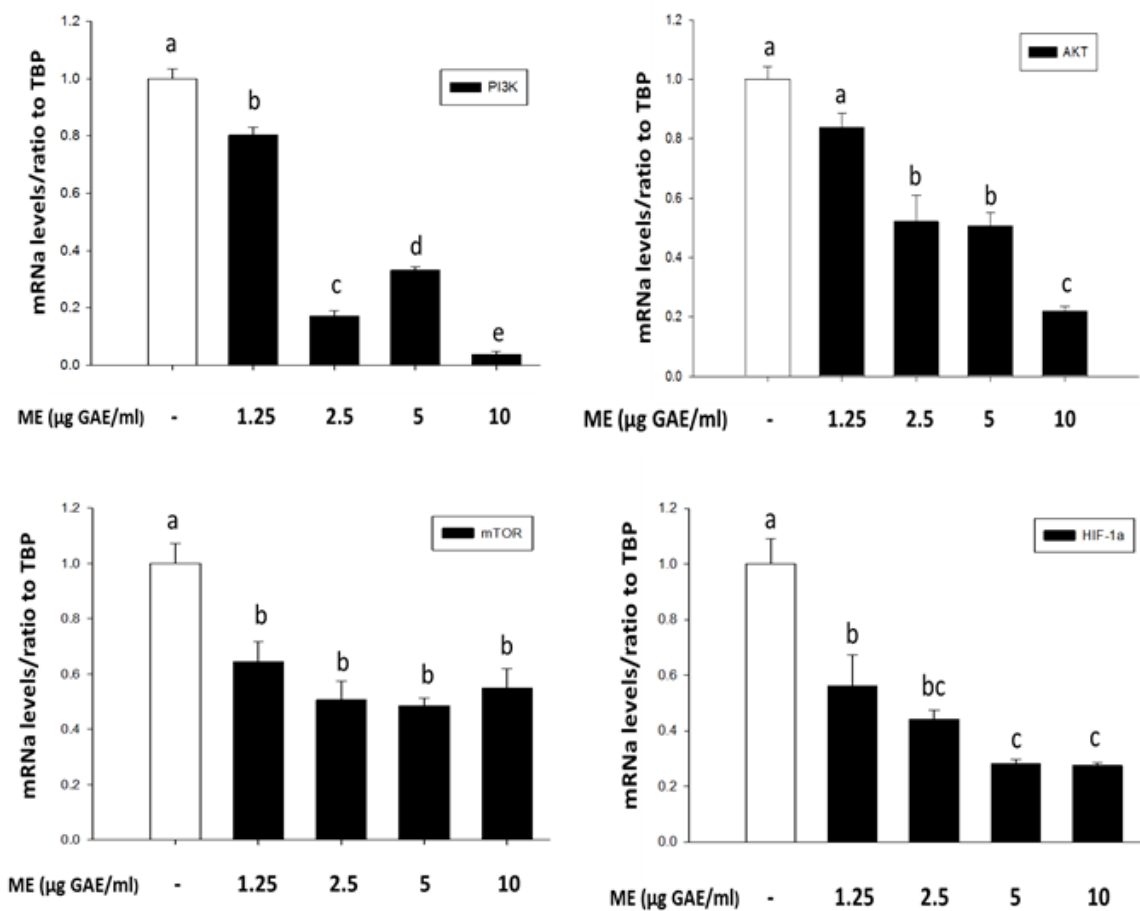 1.2
1.0
0.8
0.6
0.4
0.2
0.0
mRNa levels/ratio to TBP
a
b
c
d
e
PI3K
ME (µg GAE/ml) - 1.25 2.5 5 10
1.2
1.0
0.8
0.6
0.4
0.2
0.0
mRNa levels/ratio to TBP
a
a
b
b
c
AKT
ME (µg GAE/ml) - 1.25 2.5 5 10
1.2
1.0
0.8
0.6
0.4
0.2
0.0
mRNa levels/ratio to TBP
a
b
b
b
b
mTOR
ME (µg GAE/ml) - 1.25 2.5 5 10
1.2
1.0
0.8
0.6
0.4
0.2
0.0
mRNa levels/ratio to TBP
a
b
bc
c
c
HIF-1a
ME (µg GAE/ml) - 1.25 2.5 5 10